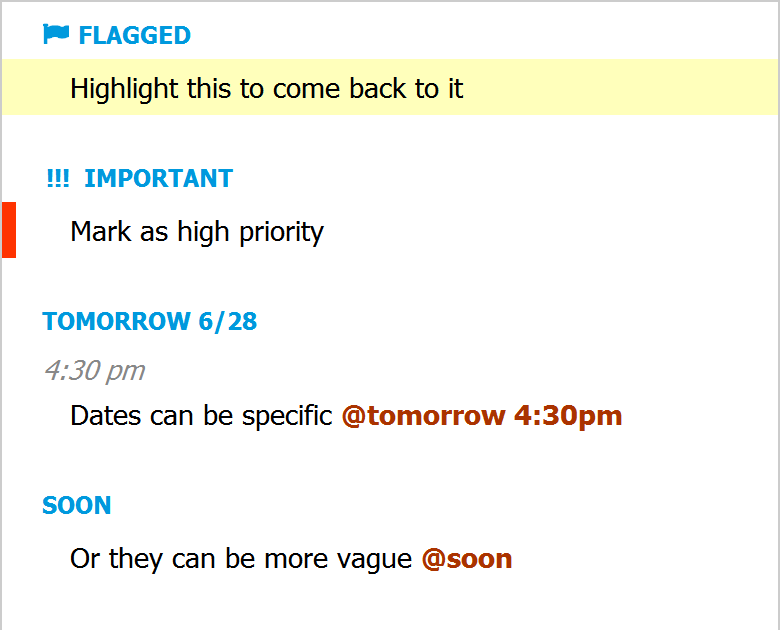 FLAGGED
Highlight this to come back to it
!!! IMPORTANT
Mark as high priority
TOMORROW 6/28
4:30 pm
Dates can be specific @tomorrow 4:30pm
SOON
Or they can be more vague @soon